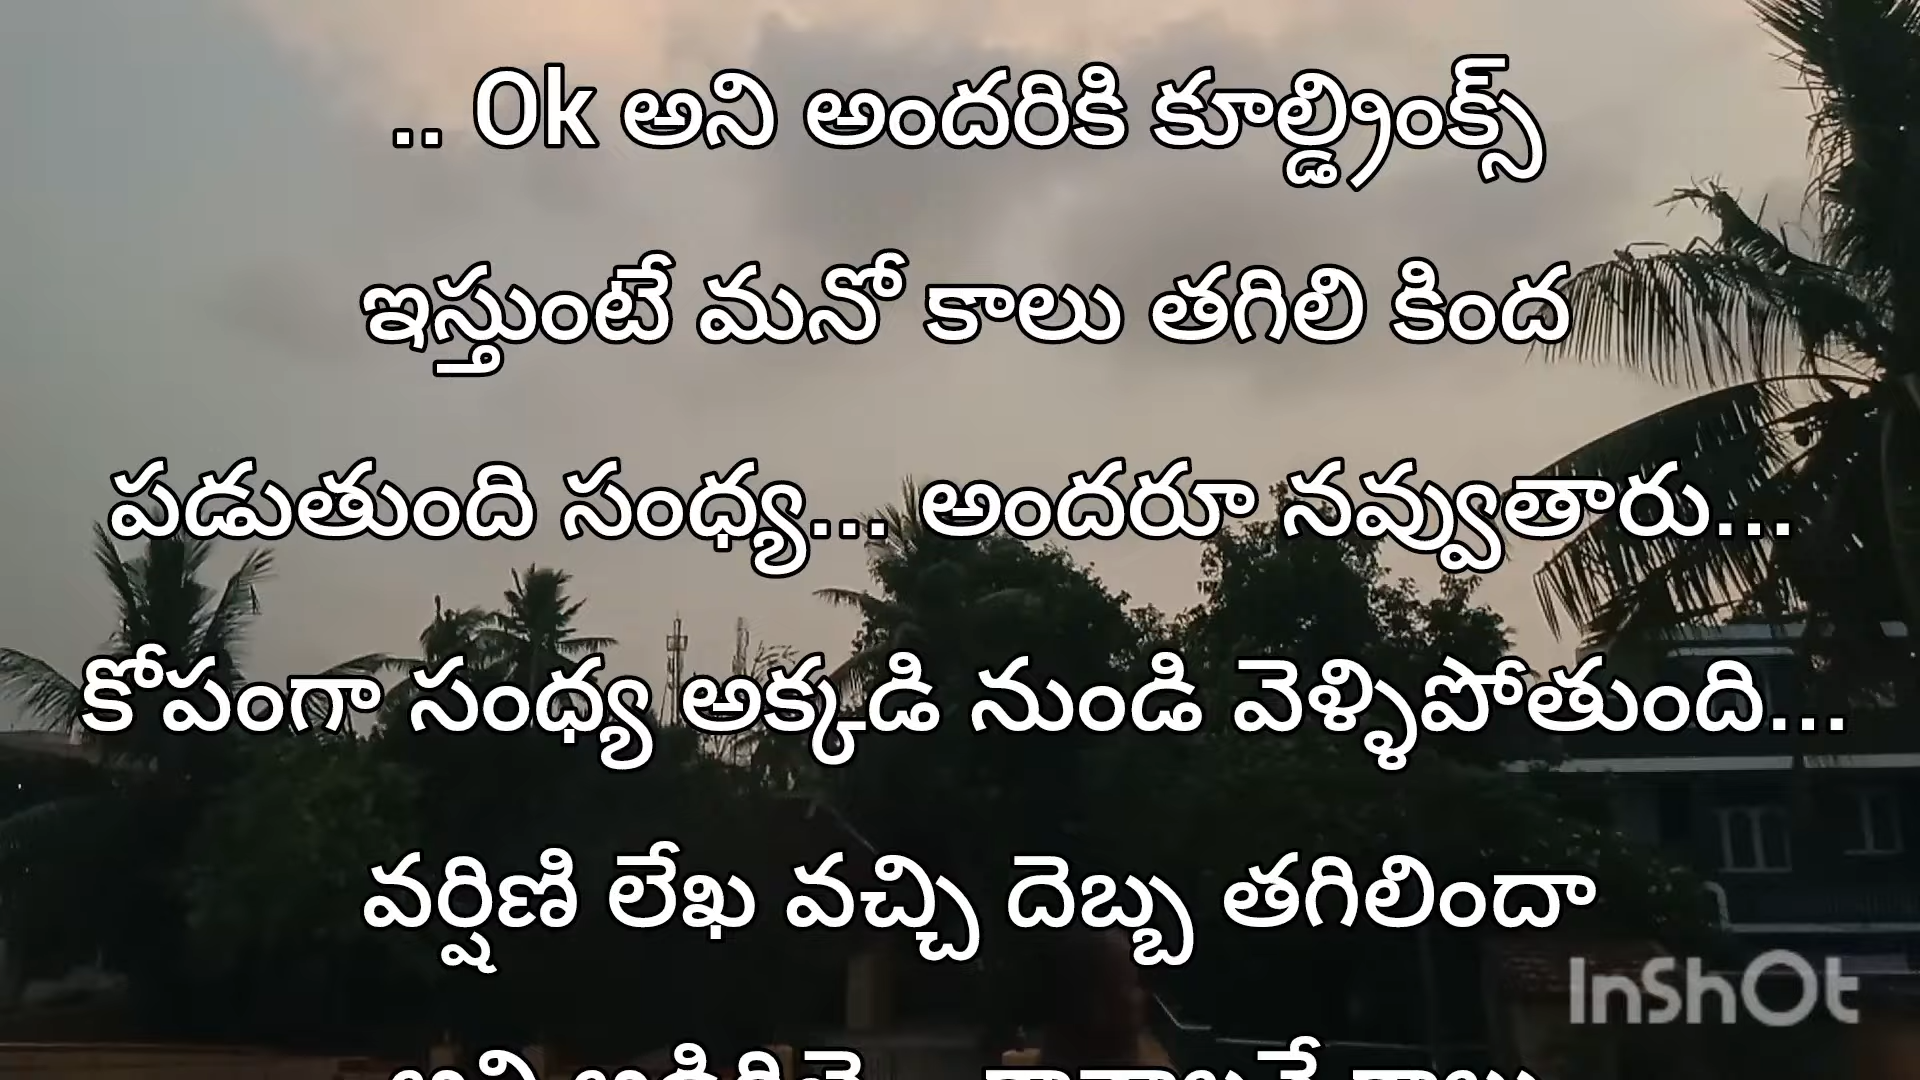 .. Ok అని అందరికి కూల్డ్రింక్స్
ఇస్తుంటే మనో కాలు తగిలి కింద
పడుతుంది సంధ్య... అందరూ నవ్వుతారు...
కోపంగా సంధ్య అక్కడి నుండి వెళ్ళిపోతుంది...
వర్షిణి లేఖ వచ్చి దెబ్బ తగిలిందా
InShOt